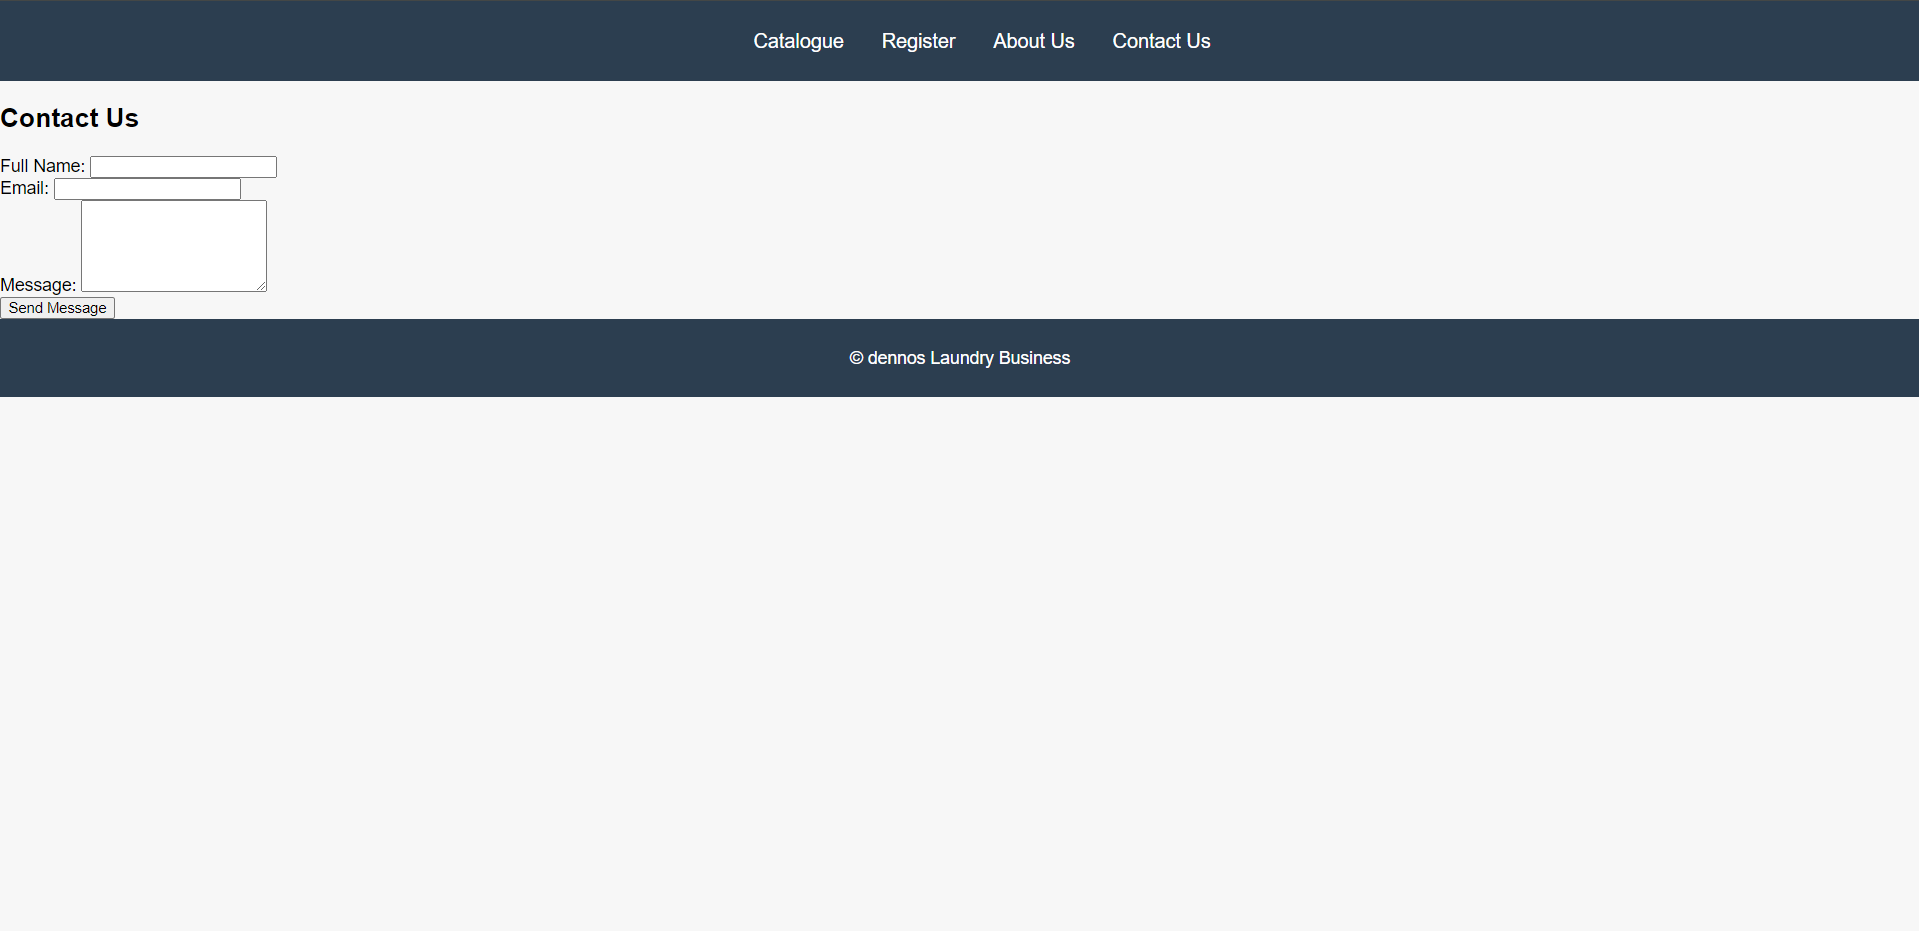 Catalogue Register About Us Contact Us
Contact Us
Full Name:
Email:
Message:
Send Message
© dennos Laundry Business